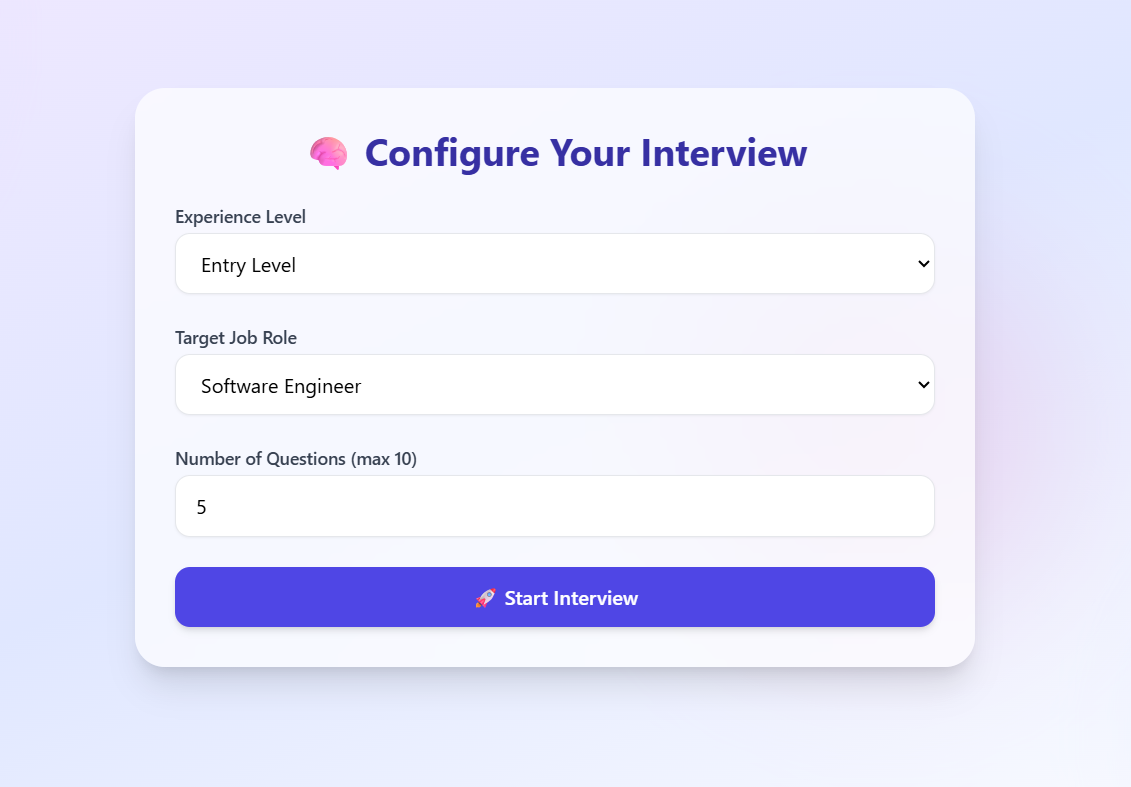 🧠 Configure Your Interview
Experience Level
Entry Level
Target Job Role
Software Engineer
Number of Questions (max 10)
5
🚀 Start Interview